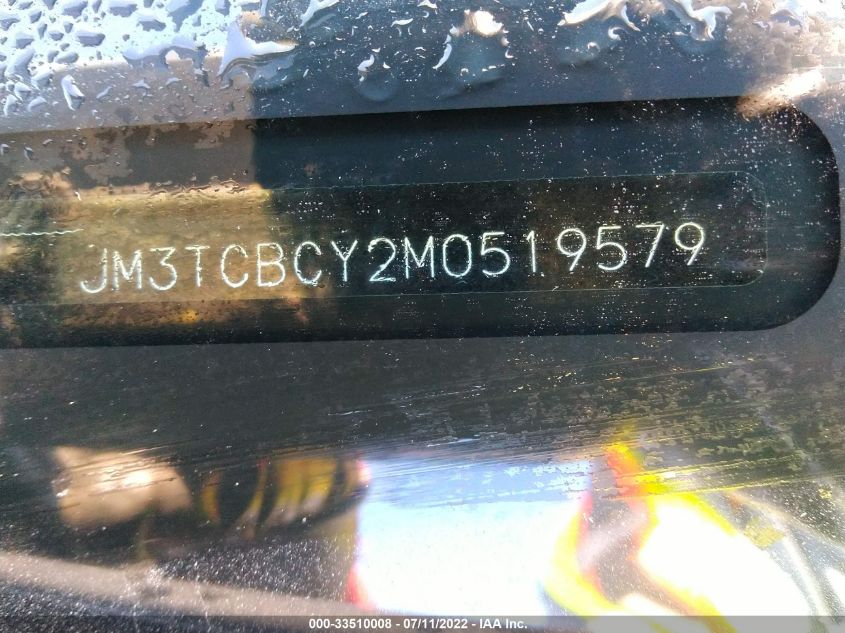 JM3TCBCY2M0519579
000-33510008 - 07/11/2022 - IAA Inc.